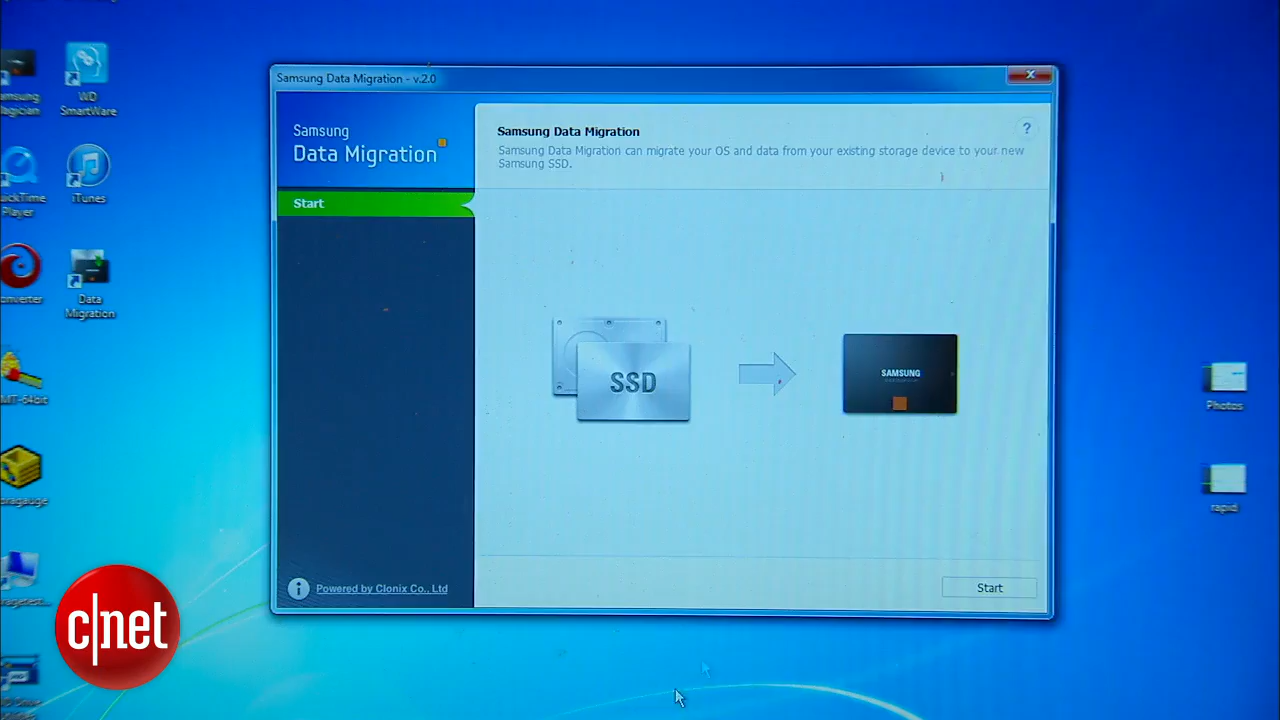 Samsung Data Migration - v.2.0
Samsung
Data Migration
Start
Samsung Data Migration
?
Samsung Data Migration can migrate your OS and data from your existing storage device to your new
Samsung SSD.
SSD
SAMSUNG
Powered by Clonix Co., Ltd
Start
WD
SmartWare
Player
iTunes
Data
Migration
Photos
rapid
c|net